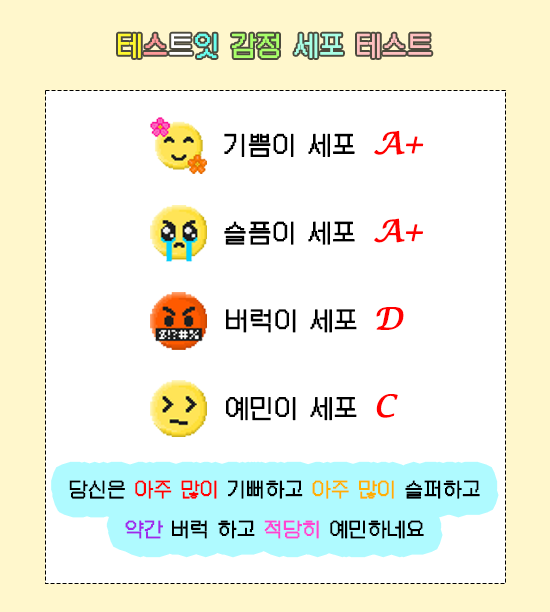 테스트잇 감정 세포 테스트
기쁨이 세포 A+
슬픔이 세포 A+
$!?#%
버럭이 세포 D
예민이 세포 C
당신은 아주 많이 기뻐하고 아주 많이 슬퍼하고
약간 버럭 하고 적당히 예민하네요